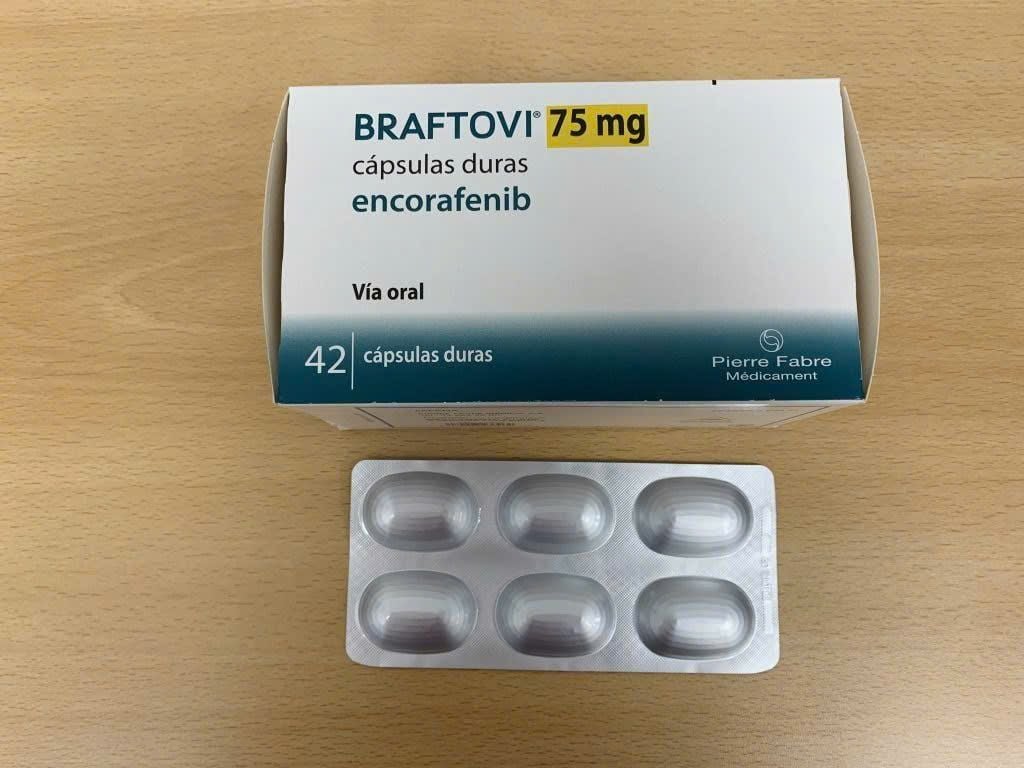 BRAFTOVI® 75 mg
cápsulas duras
encorafenib
Vía oral
42 cápsulas duras
Pierre Fabre
Médicament